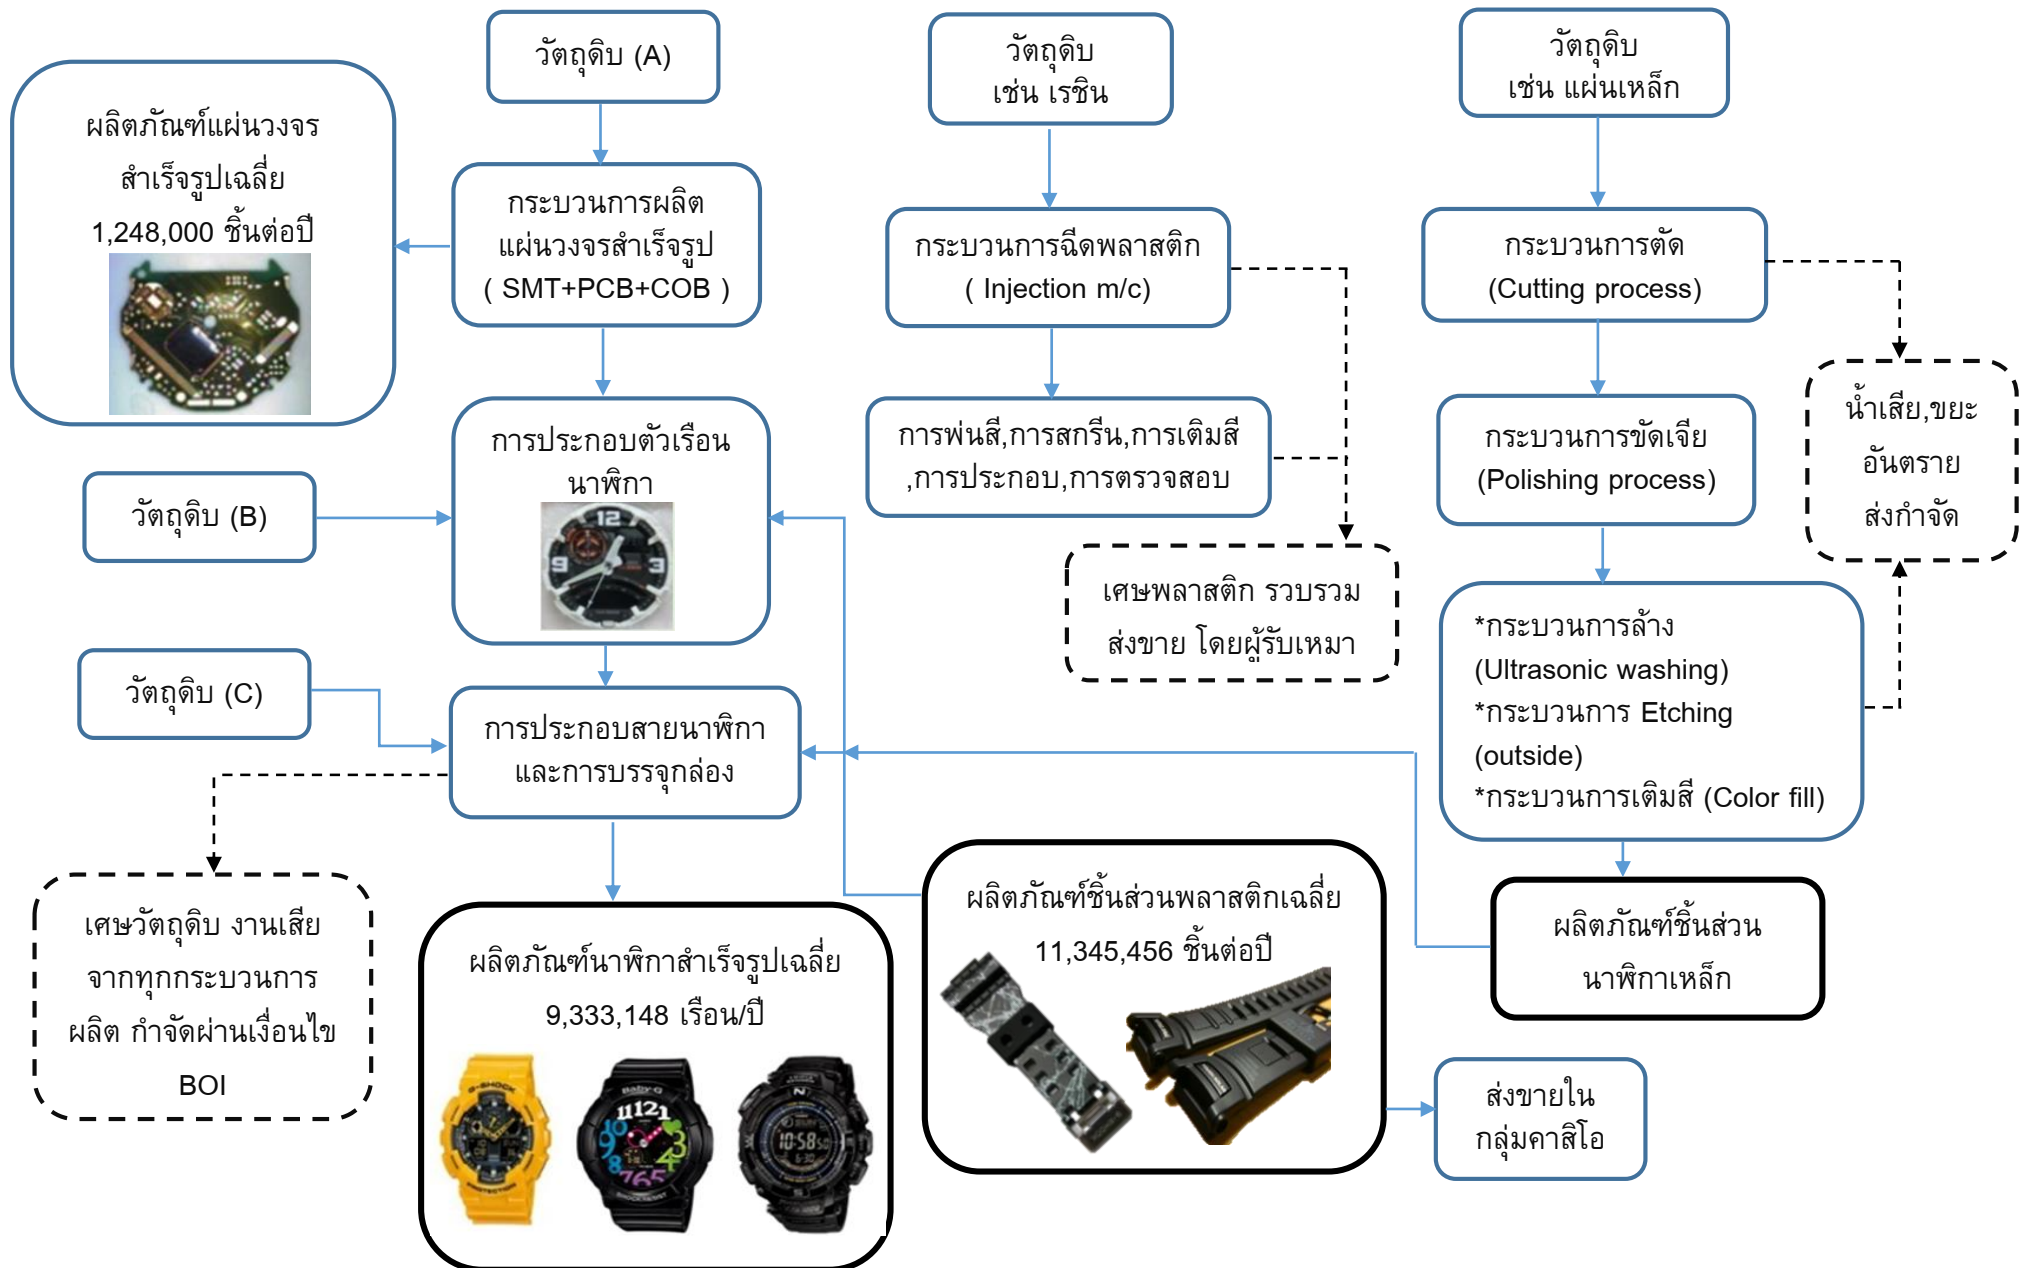 วัตถุดิบ (A)
วัตถุดิบ
เช่น เรซิน
วัตถุดิบ
เช่น แผ่นเหล็ก
ผลิตภัณฑ์แผ่นวงจร
สำเร็จรูปเฉลี่ย
1,248,000 ชิ้นต่อปี
กระบวนการผลิต
แผ่นวงจรสำเร็จรูป
( SMT+PCB+COB )
กระบวนการฉีดพลาสติก
( Injection m/c)
กระบวนการตัด
(Cutting process)
การประกอบตัวเรือน
นาฬิกา
12
9
3
การพ่นสี,การสกรีน,การเติมสี
,การประกอบ,การตรวจสอบ
กระบวนการขัดเจีย
(Polishing process)
น้ำเสีย,ขยะ
อันตราย
ส่งกำจัด
วัตถุดิบ (B)
เศษพลาสติก รวบรวม
ส่งขาย โดยผู้รับเหมา
*กระบวนการล้าง
(Ultrasonic washing)
*กระบวนการ Etching
(outside)
*กระบวนการเติมสี (Color fill)
วัตถุดิบ (C)
การประกอบสายนาฬิกา
และการบรรจุกล่อง
เศษวัตถุดิบ งานเสีย
จากทุกกระบวนการ
ผลิต กำจัดผ่านเงื่อนไข
BOI
ผลิตภัณฑ์นาฬิกาสำเร็จรูปเฉลี่ย
9,333,148 เรือน/ปี
G-SHOCK
PROTECTION
Baby-G
11 12 1
10
9
8
7 6 5
4
3
SHOCK RESIST
N
10:58 50
6-30
ผลิตภัณฑ์ชิ้นส่วนพลาสติกเฉลี่ย
11,345,456 ชิ้นต่อปี
ผลิตภัณฑ์ชิ้นส่วน
นาฬิกาเหล็ก
ส่งขายใน
กลุ่มคาสิโอ